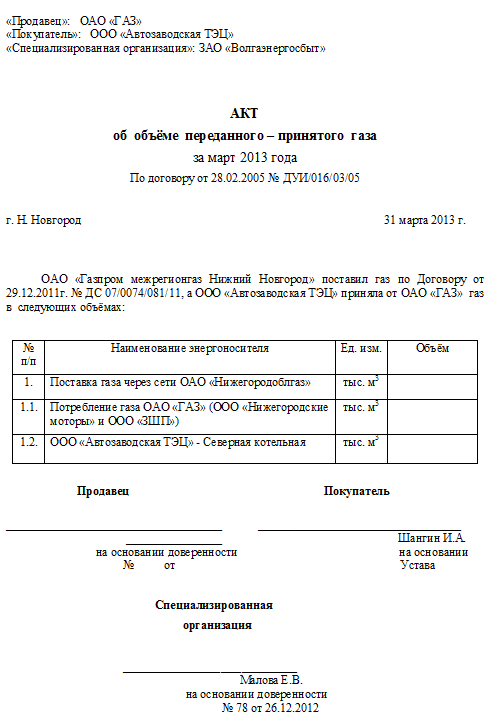 «Продавец»: ОАО «ГАЗ»
«Покупатель»: ООО «Автозаводская ТЭЦ»
«Специализированная организация»: ЗАО «Волгаэнергосбыт»
АКТ
об объёме переданного – принятого газа
за март 2013 года
По договору от 28.02.2005 № ДУИ/016/03/05
г. Н. Новгород 31 марта 2013 г.
ОАО «Газпром межрегионгаз Нижний Новгород» поставил газ по Договору от
29.12.2011г. № ДС 07/0074/081/11, а ООО «Автозаводская ТЭЦ» приняла от ОАО «ГАЗ» газ
в следующих объёмах:
№ Наименование энергоносителя Ед. изм. Объём
п/п
1. Поставка газа через сети ОАО «Нижегородоблгаз» тыс. м³
1.1. Потребление газа ОАО «ГАЗ» (ООО «Нижегородские тыс. м³
моторы» и ООО «ЗШП»)
1.2. ООО «Автозаводская ТЭЦ» - Северная котельная тыс. м³
Продавец Покупатель
Шангин И.А.
на основании доверенности на основании
№ от Устава
Специализированная
организация
Малова Е.В.
на основании доверенности
№ 78 от 26.12.2012